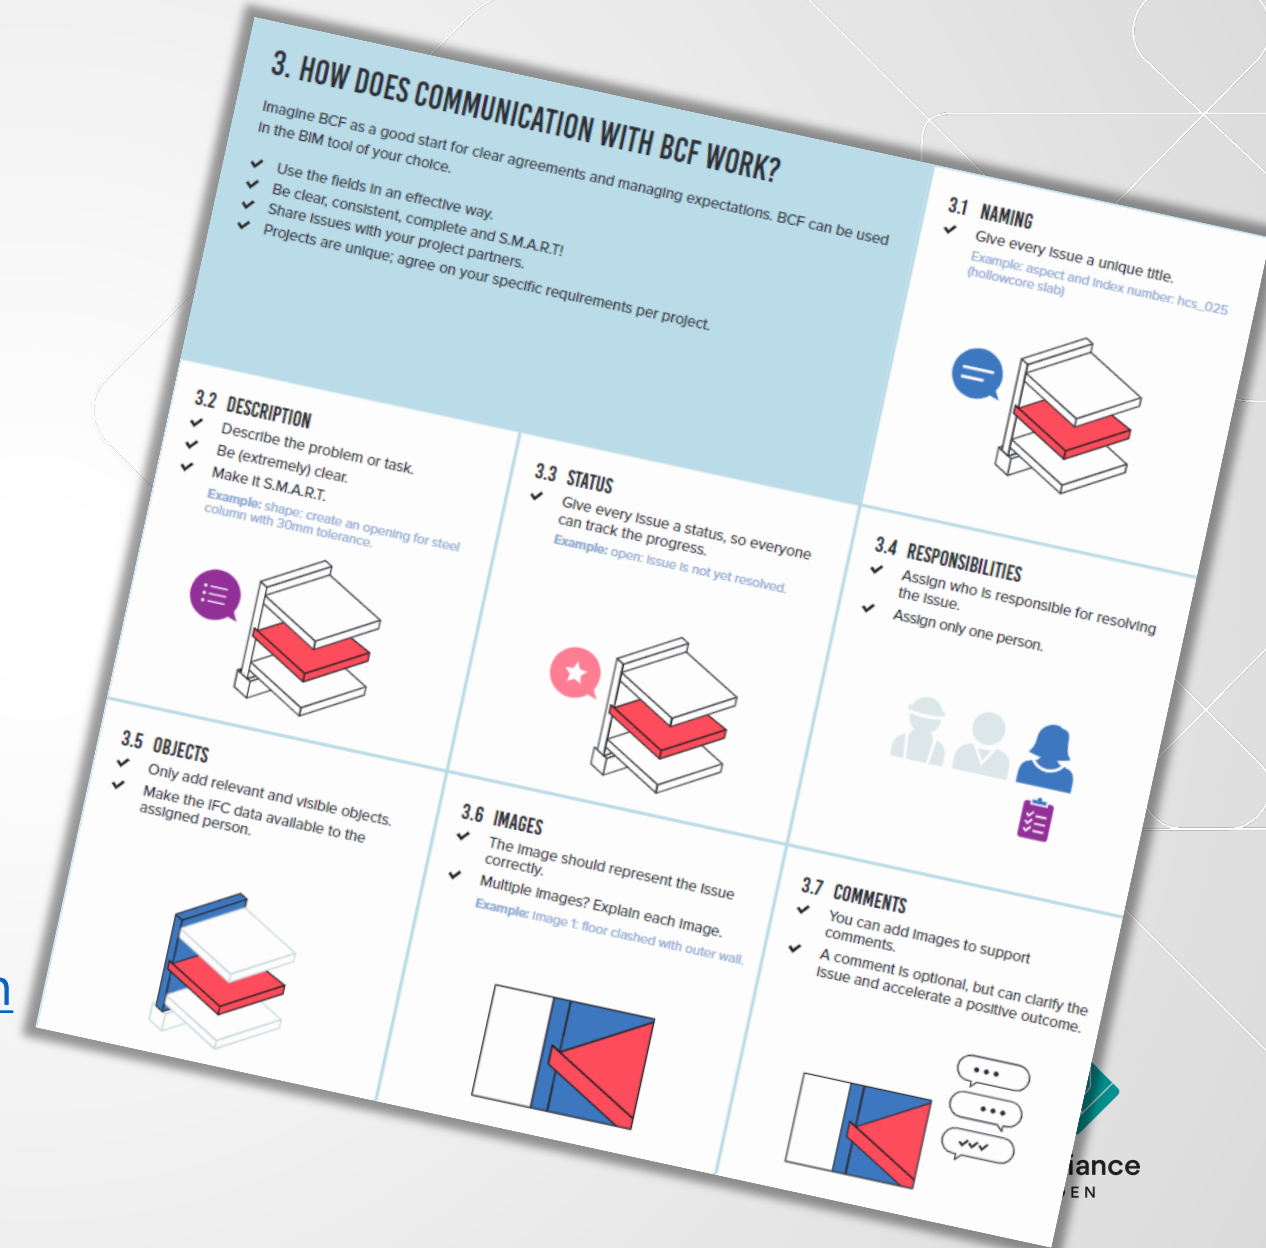 3. HOW DOES COMMUNICATION WITH BCF WORK?
Imagine BCF as a good start for clear agreements and managing expectations. BCF can be used
in the BIM tool of your choice.
Use the fields in an effective way.
Be clear, consistent, complete and S.M.A.R.T!
Share issues with your project partners.
Projects are unique; agree on your specific requirements per project.
3.1 NAMING
Give every issue a unique title.
Example: aspect and index number: hcs_025
(hollowcore slab)
3.2 DESCRIPTION
Describe the problem or task.
Be (extremely) clear.
Make it S.M.A.R.T.
Example: shape: create an opening for steel
column with 30mm tolerance.
3.3 STATUS
Give every issue a status, so everyone
can track the progress.
Example: open: issue is not yet resolved.
3.4 RESPONSIBILITIES
Assign who is responsible for resolving
the issue.
Assign only one person.
3.5 OBJECTS
Only add relevant and visible objects.
Make the IFC data available to the
assigned person.
3.6 IMAGES
The image should represent the issue
correctly.
Multiple images? Explain each image.
Example: image 1: floor clashed with outer wall.
3.7 COMMENTS
You can add images to support
comments.
A comment is optional, but can clarify the
issue and accelerate a positive outcome.
n
iance
EN